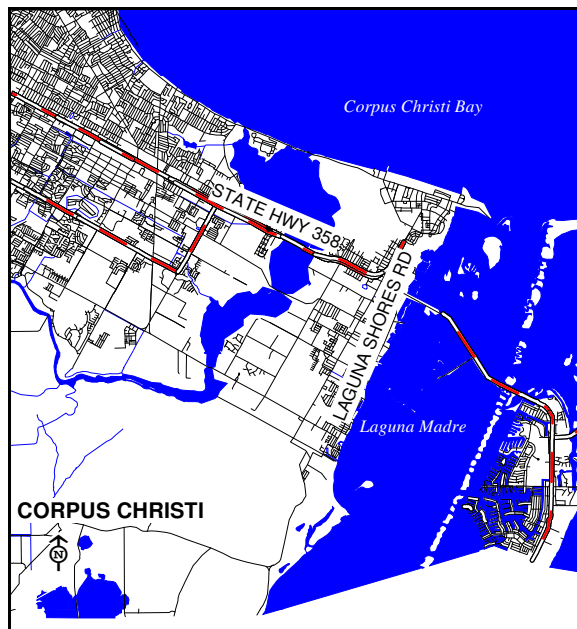 Corpus Christi Bay
STATE HWY 358
LAGUNA SHORES RD
Laguna Madre
CORPUS CHRISTI
N